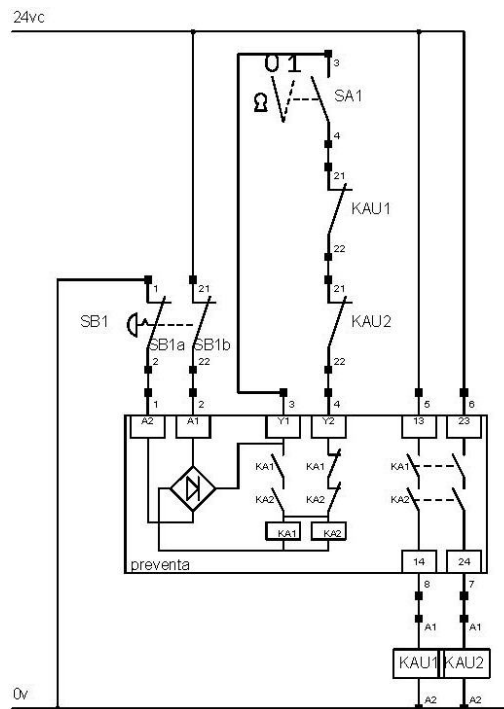 24vc
0 1
3
SA1
4
21
KAU1
22
1
21
21
SB1
SB1a
SB1b
KAU2
2
22
22
1
2
3
4
5
6
A2
A1
Y1
Y2
13
23
KA1
KA1
KA1
KA2
KA2
KA2
KA1
KA2
preventa
14
24
8
7
A1
A1
KAU1
KAU2
0v
A2
A2